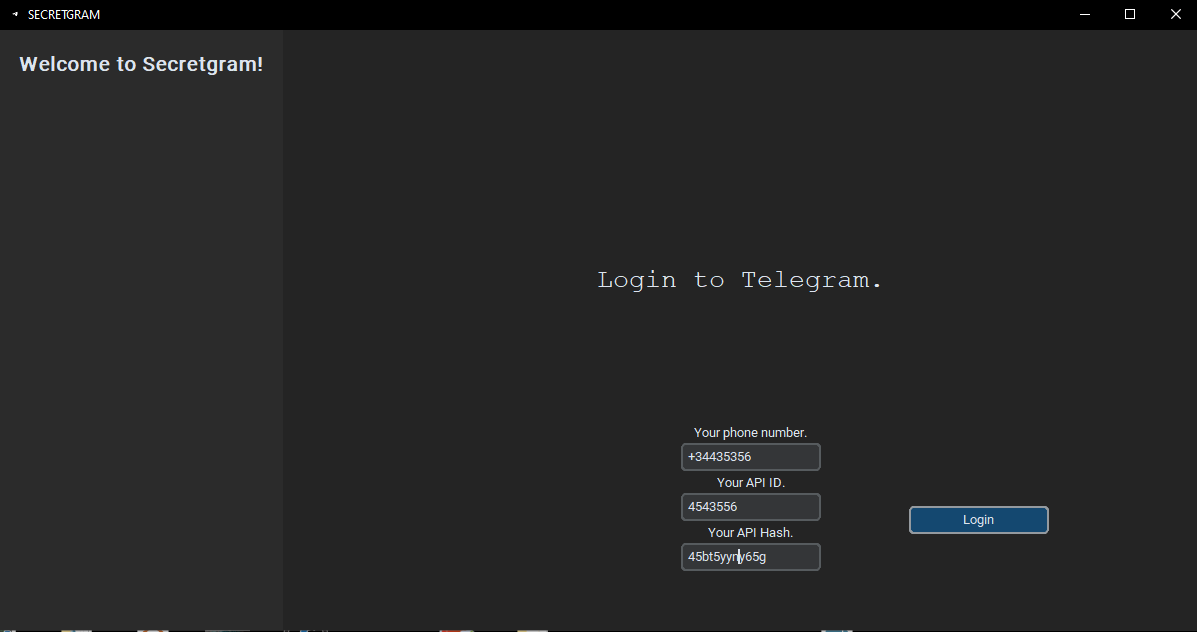 SECRETGRAM
Welcome to Secretgram!
Login to Telegram.
Your phone number.
+34435356
Your API ID.
4543556
Login
Your API Hash.
45bt5yyny65g